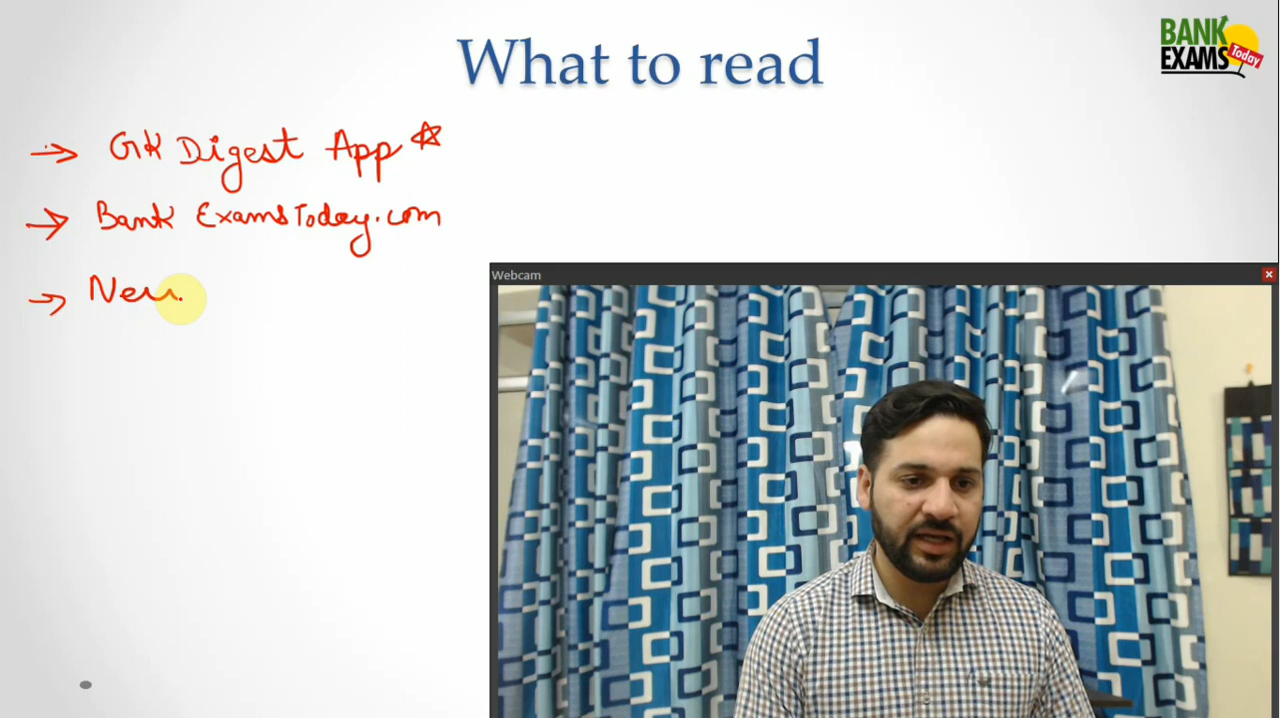 What to read
BANK
EXAMS Today
→ GK Digest App ☆
→ Bank ExamsToday.com
→ New
Webcam